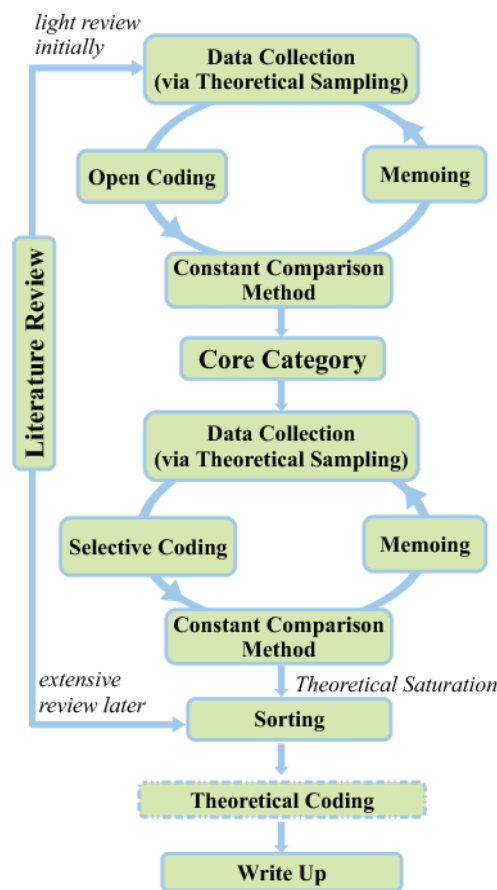 light review
initially
Data Collection
(via Theoretical Sampling)
Open Coding
Memoing
Constant Comparison
Method
Literature Review
Core Category
Data Collection
(via Theoretical Sampling)
Selective Coding
Memoing
Constant Comparison
Method
extensive
review later
Theoretical Saturation
Sorting
Theoretical Coding
Write Up